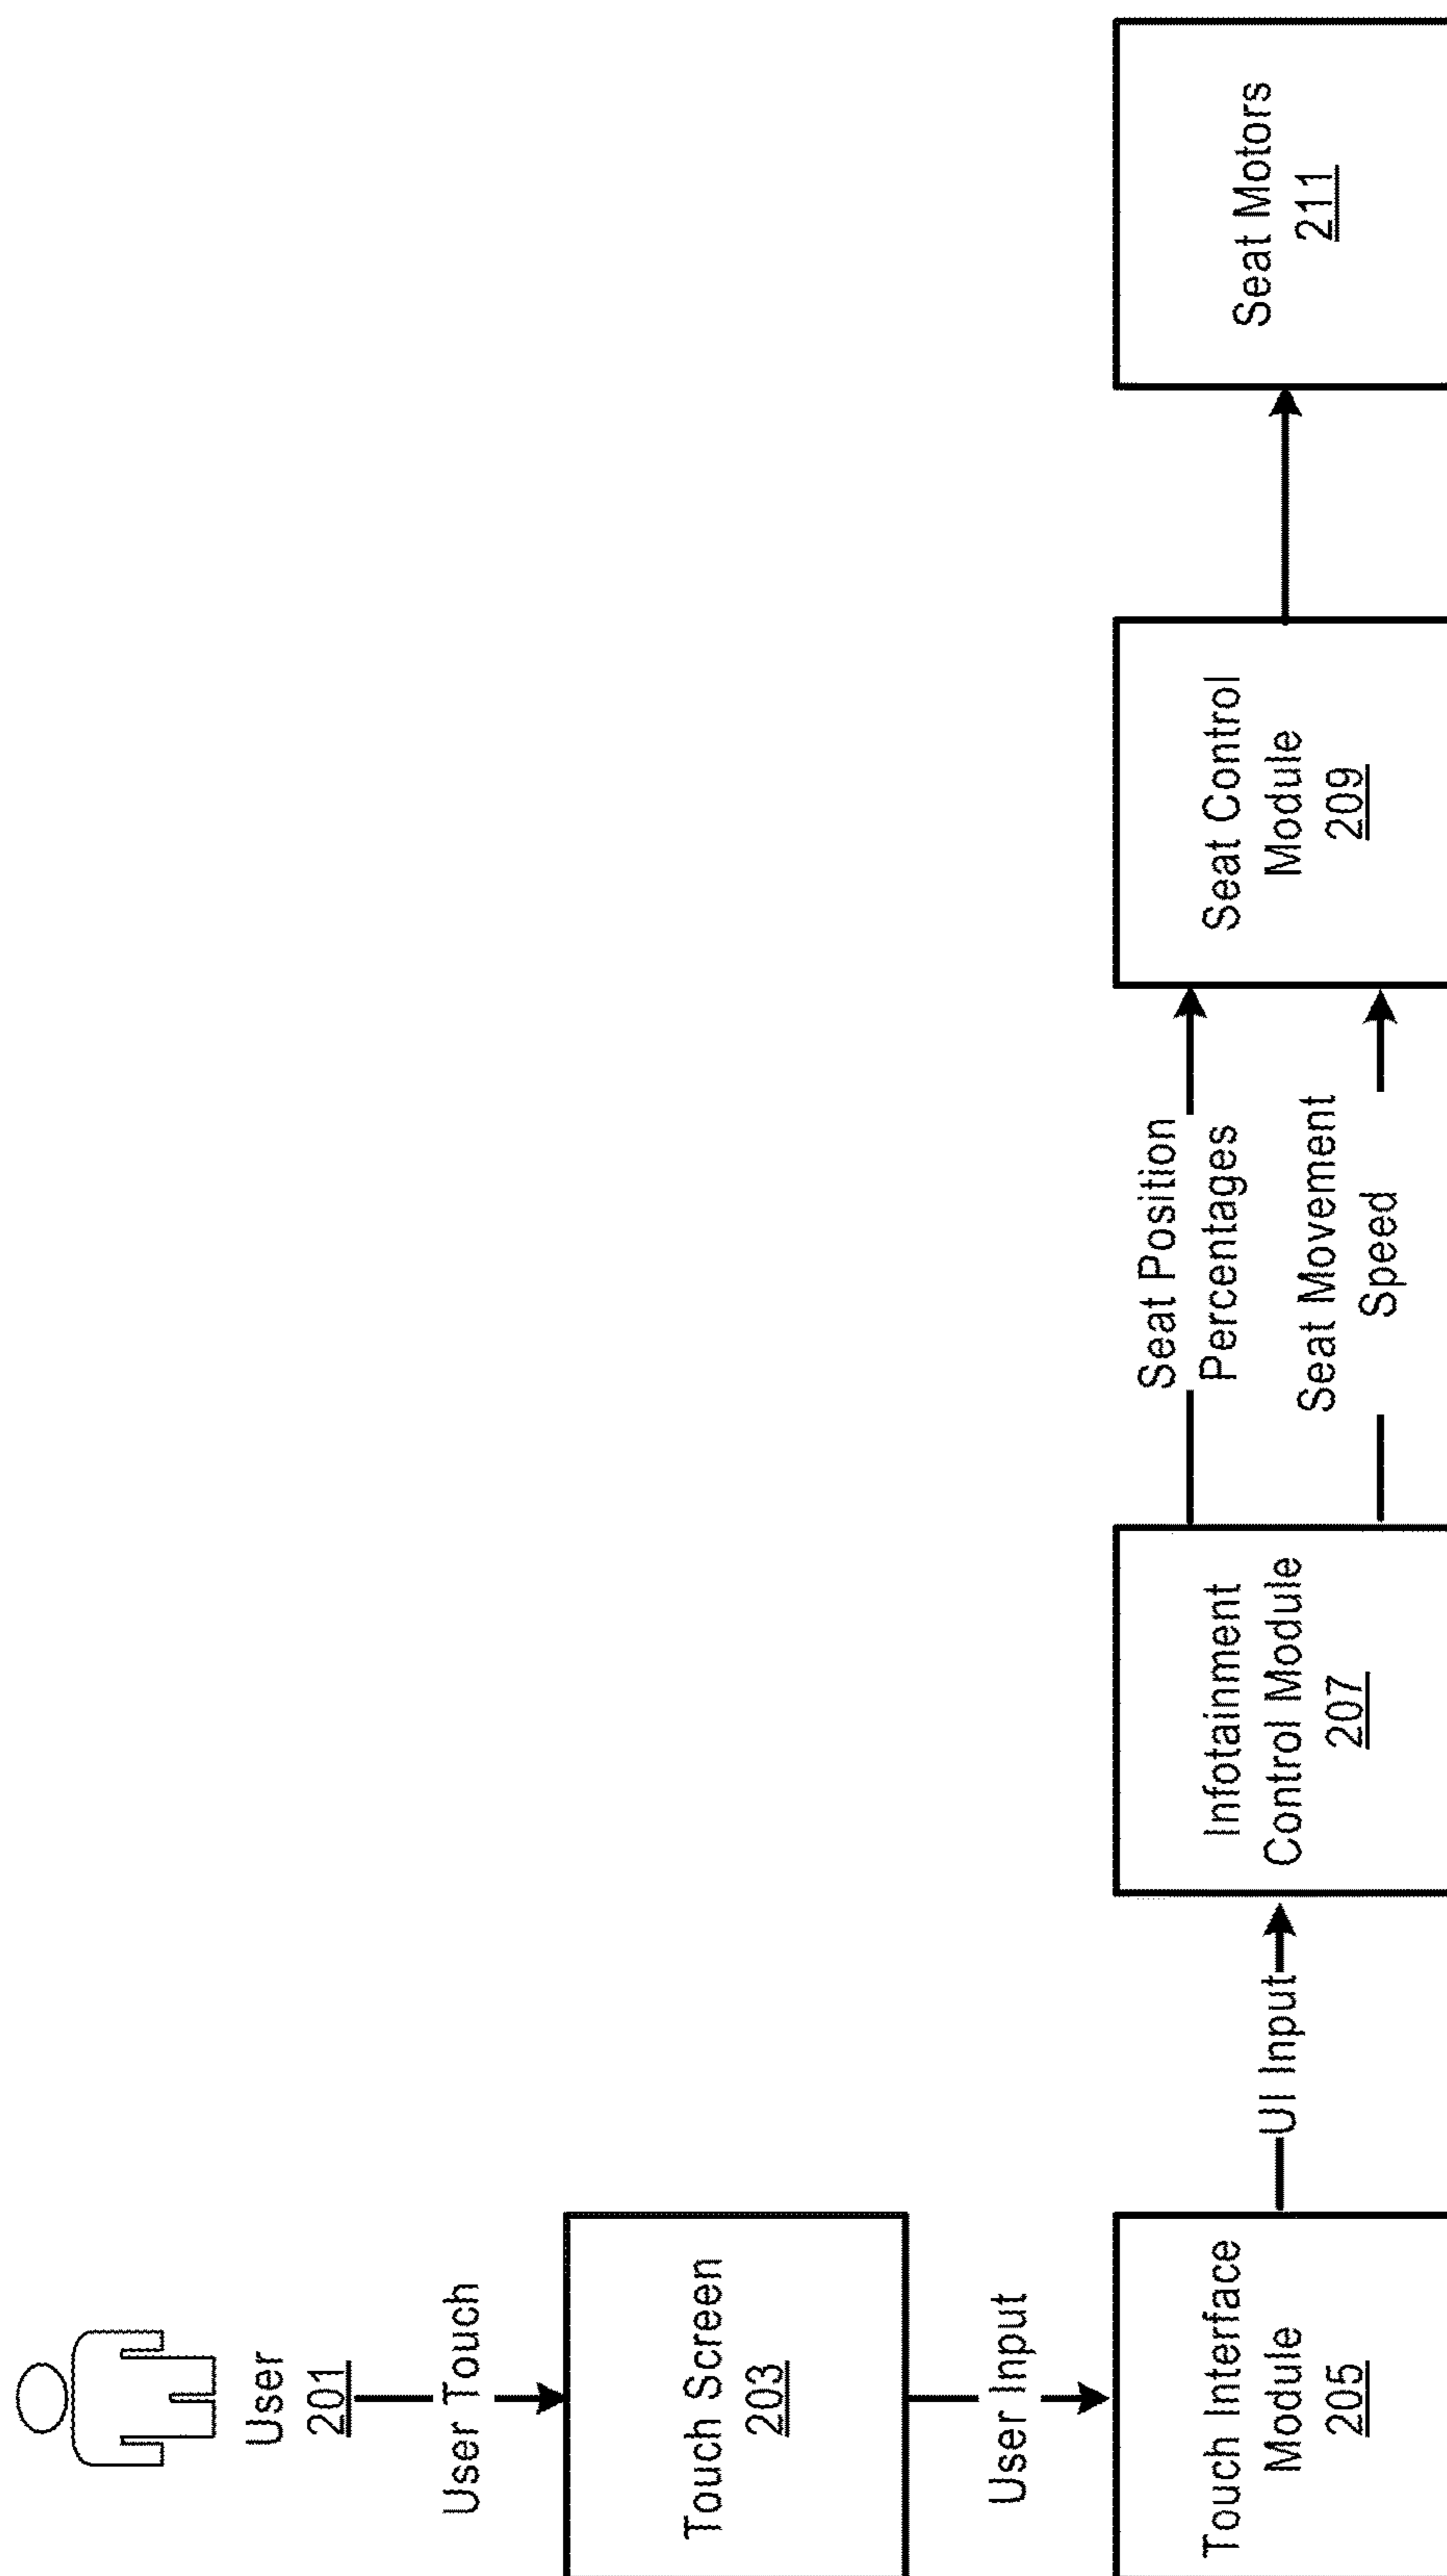 User
201
User Touch
Touch Screen
203
User Input
Touch Interface
Module
205
UI Input
Infotainment
Control Module
207
Seat Position
Percentages
Seat Movement
Speed
Seat Control
Module
209
Seat Motors
211